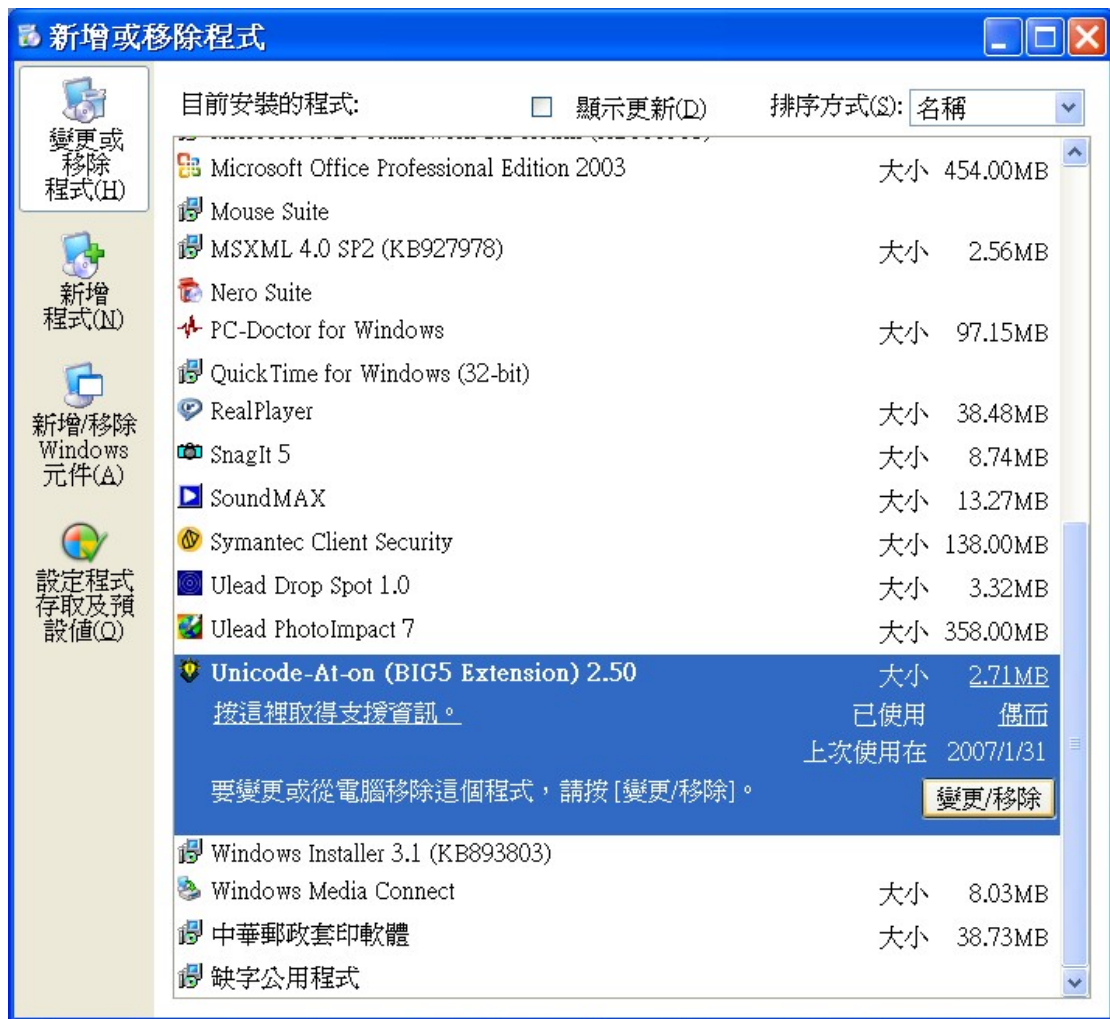 新增或移除程式
變更或
移除
程式(H)
新增
程式(N)
新增/移除
Windows
元件(A)
設定程式
存取及預
設值(O)
目前安裝的程式: 顯示更新(D) 排序方式(S): 名稱
Microsoft Office Professional Edition 2003 大小 454.00MB
Mouse Suite
MSXML 4.0 SP2 (KB927978) 大小 2.56MB
Nero Suite
PC-Doctor for Windows 大小 97.15MB
QuickTime for Windows (32-bit)
RealPlayer 大小 38.48MB
SnagIt 5 大小 8.74MB
SoundMAX 大小 13.27MB
Symantec Client Security 大小 138.00MB
Ulead Drop Spot 1.0 大小 3.32MB
Ulead PhotoImpact 7 大小 358.00MB
Unicode-At-on (BIG5 Extension) 2.50 大小 2.71MB
按這裡取得支援資訊。 已使用 偶而
上次使用在 2007/1/31
要變更或從電腦移除這個程式，請按 [變更/移除]。 變更/移除
Windows Installer 3.1 (KB893803)
Windows Media Connect 大小 8.03MB
中華郵政套印軟體 大小 38.73MB
缺字公用程式